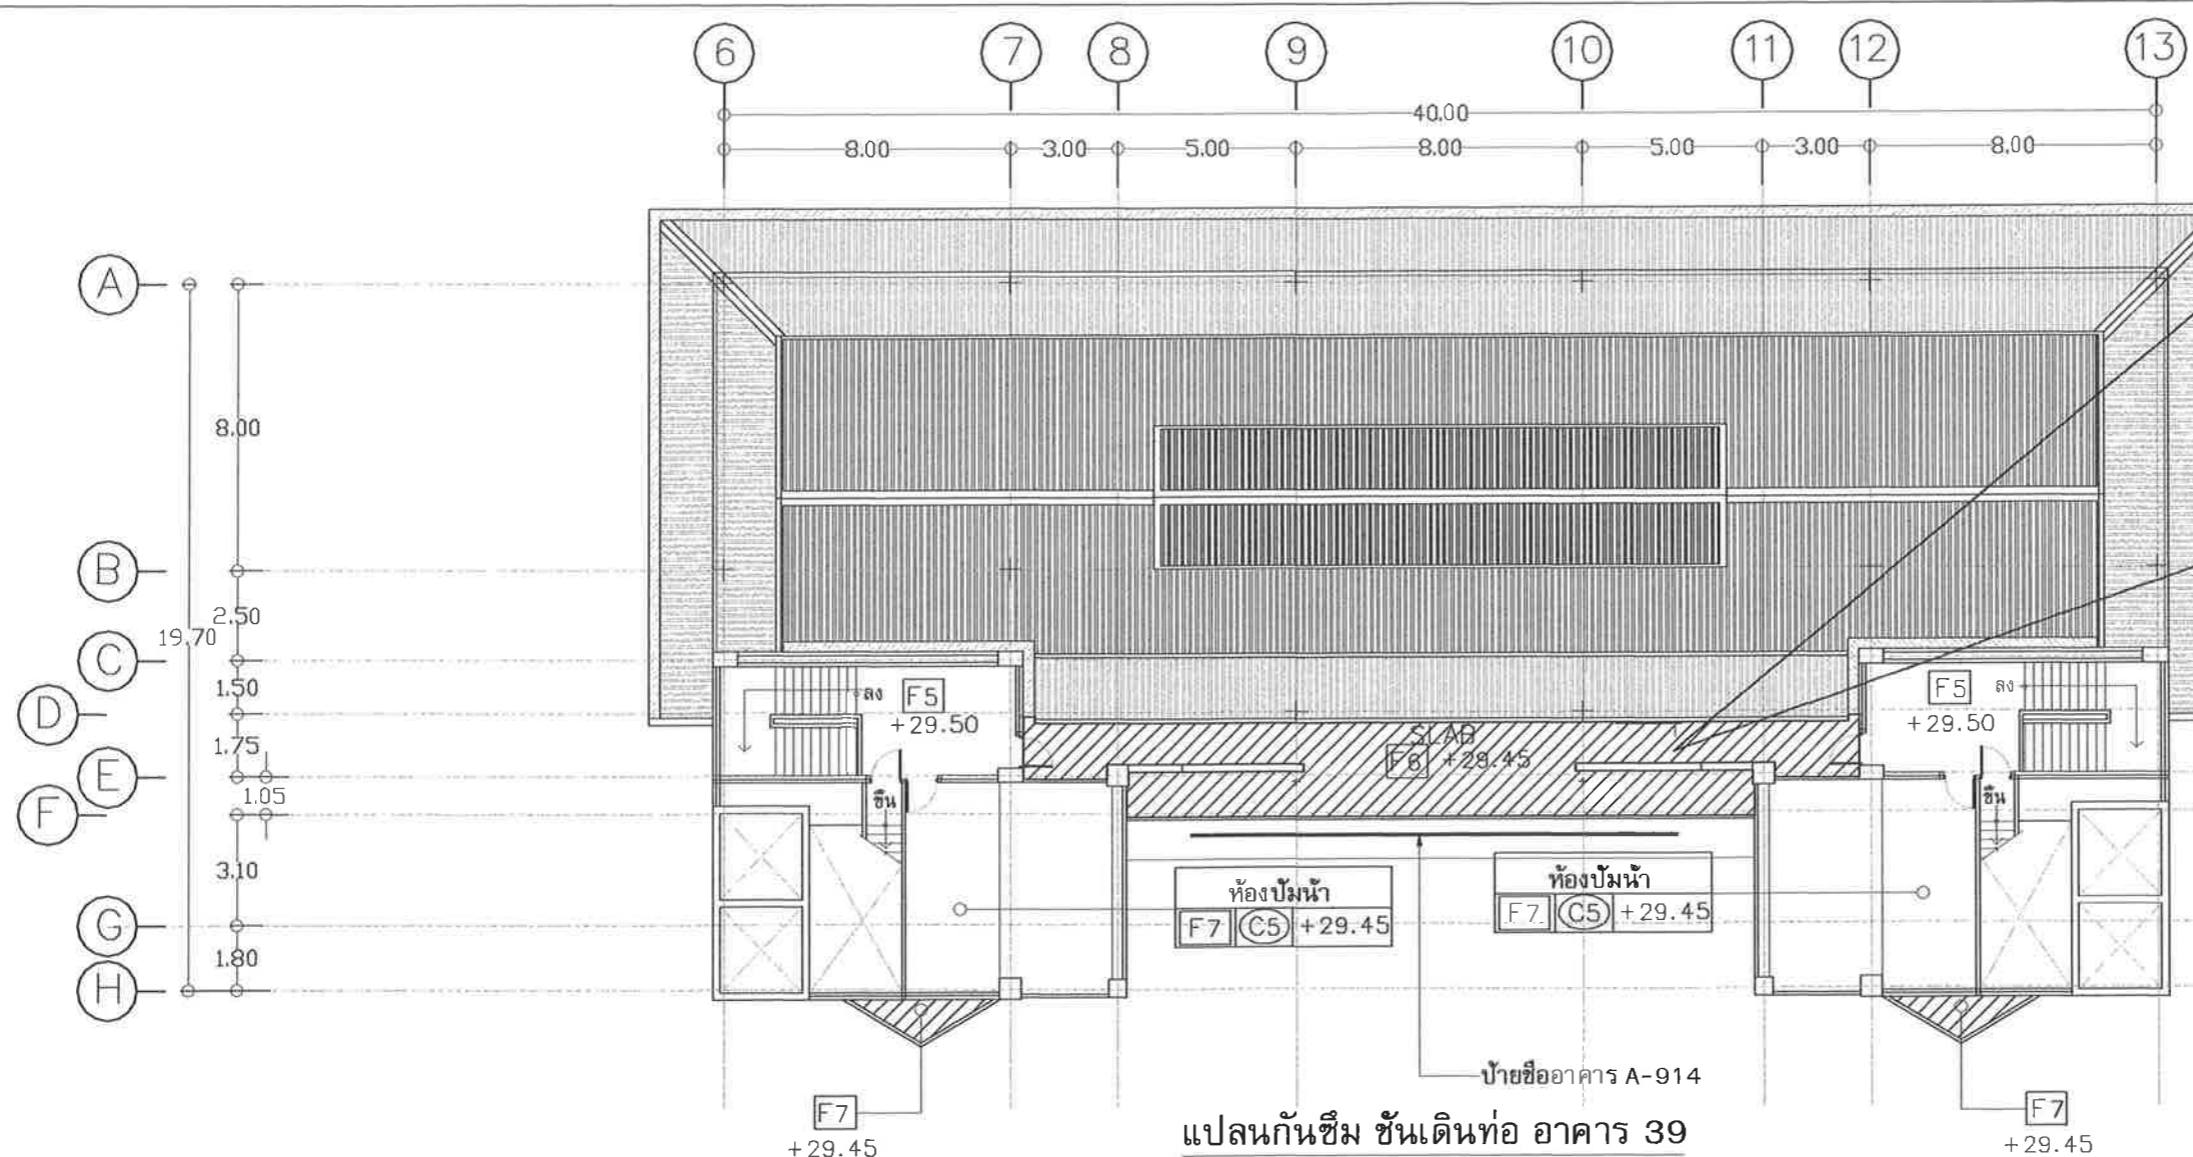 6 7 8 9 10 11 12 13
40.00
8.00 3.00 5.00 8.00 5.00 3.00 8.00
A
8.00
B
2.50
19.70
C
1.50
D
1.75
E
1.05
F
3.10
G
1.80
H
ลง F5
+29.50
F5 ลง
+29.50
SLAB
F6 +29.45
ขึ้น
ขึ้น
ห้องปั๊มน้ำ
F7 C5 +29.45
ห้องปั๊มน้ำ
F7 C5 +29.45
ป้ายชื่ออาคาร A-914
F7
+29.45
F7
+29.45
แปลนกันซึม ชั้นเดินท่อ อาคาร 39